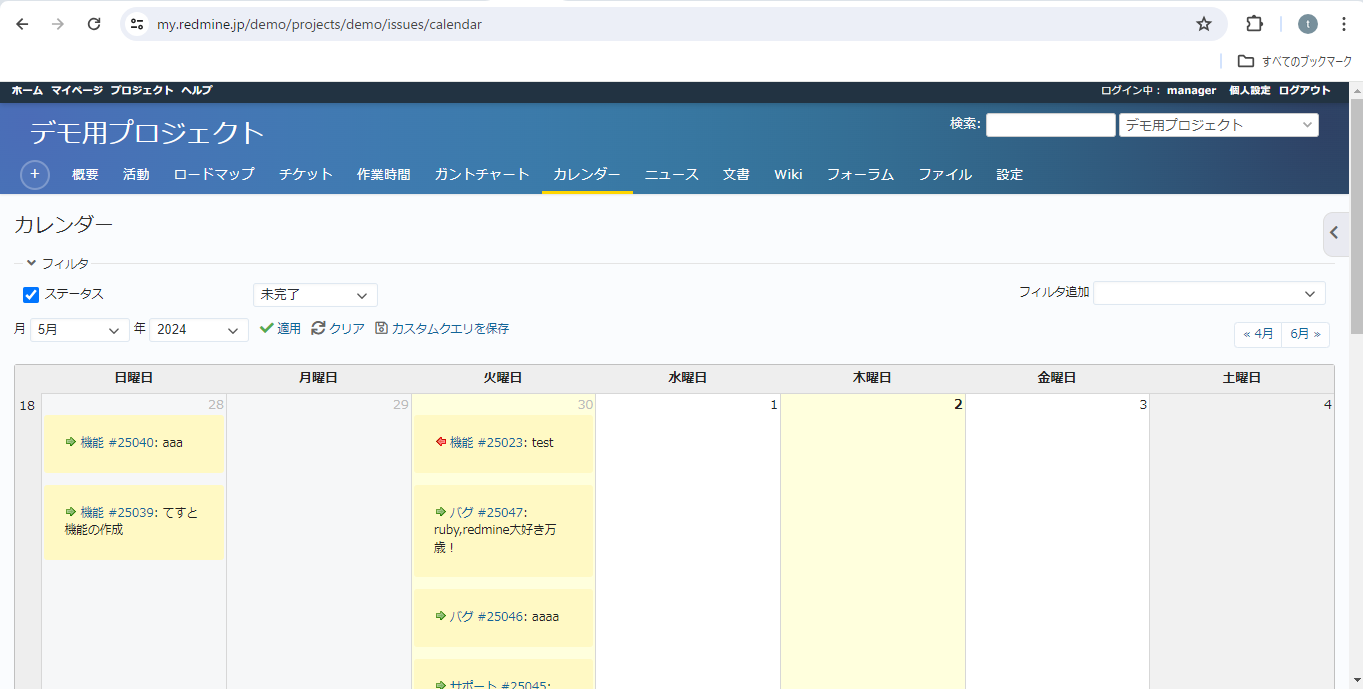 my.redmine.jp/demo/projects/demo/issues/calendar
t
すべてのブックマーク
ホーム マイページ プロジェクト ヘルプ
ログイン中： manager 個人設定 ログアウト
デモ用プロジェクト
検索:
デモ用プロジェクト
+ 概要 活動 ロードマップ チケット 作業時間 ガントチャート カレンダー ニュース 文書 Wiki フォーラム ファイル 設定
カレンダー
フィルタ
ステータス 未完了
フィルタ追加
月 5月 年 2024 適用 クリア カスタムクエリを保存
« 4月 6月 »
日曜日 月曜日 火曜日 水曜日 木曜日 金曜日 土曜日
18 28 29 30 1 2 3 4
機能 #25040: aaa
機能 #25039: てすと
機能の作成
機能 #25023: test
バグ #25047:
ruby,redmine大好き万
歳！
バグ #25046: aaaa
サポート #25045: